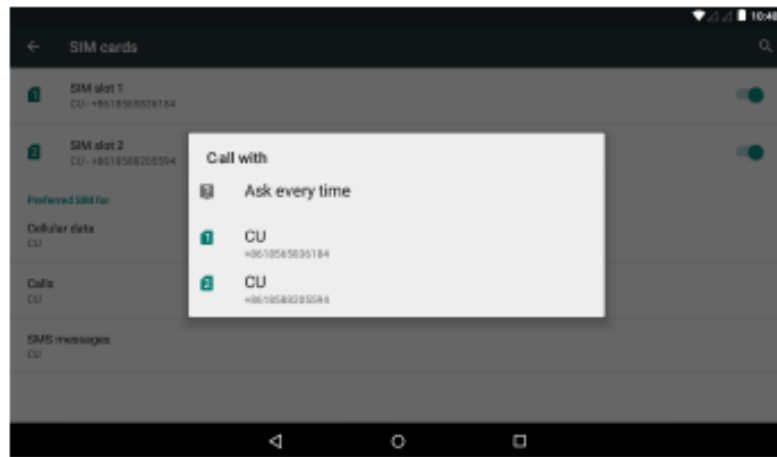 10:48
SIM cards
SIM slot 1
SIM slot 2
Preferred SIM for
Cellular data
CU
Calls
CU
SMS messages
CU
Call with
Ask every time
CU
CU